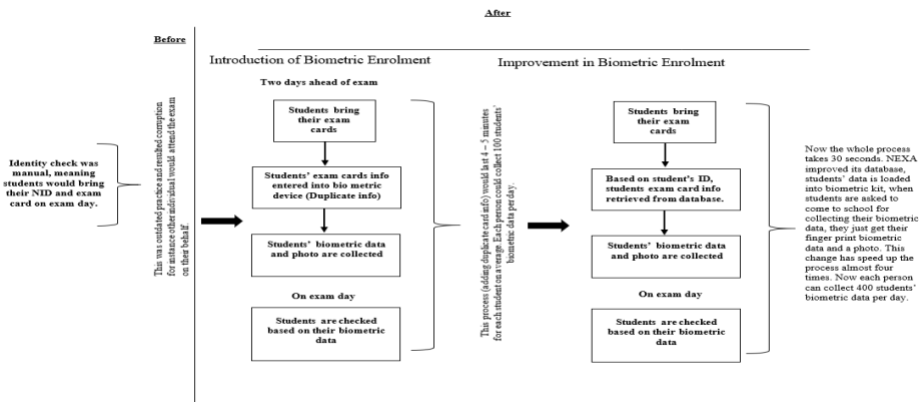 After
Before
Identity check was
manual, meaning
students would bring
their NID and exam
card on exam day.
This was outdated practice and resulted corruption
for instance other individual would attend the exam
on their behalf.
Introduction of Biometric Enrolment
Two days ahead of exam
Students bring
their exam
cards
Students' exam cards info
entered into bio metric
device (Duplicate info)
Students' biometric data
and photo are collected
On exam day
Students are checked
based on their biometric
data
This process (adding duplicate card info) would last 4 – 5 minutes
for each student on average. Each person could collect 100 students'
biometric data per day.
Improvement in Biometric Enrolment
Students bring
their exam
cards
Based on student's ID,
students exam card info
retrieved from database.
Students' biometric data
and photo are collected
On exam day
Students are checked
based on their biometric
data
Now the whole process
takes 30 seconds. NEXA
improved its database,
students' data is loaded
into biometric kit, when
students are asked to
come to school for
collecting their biometric
data, they just get their
finger print biometric
data and a photo. This
change has speed up the
process almost four
times. Now each person
can collect 400 students'
biometric data per day.